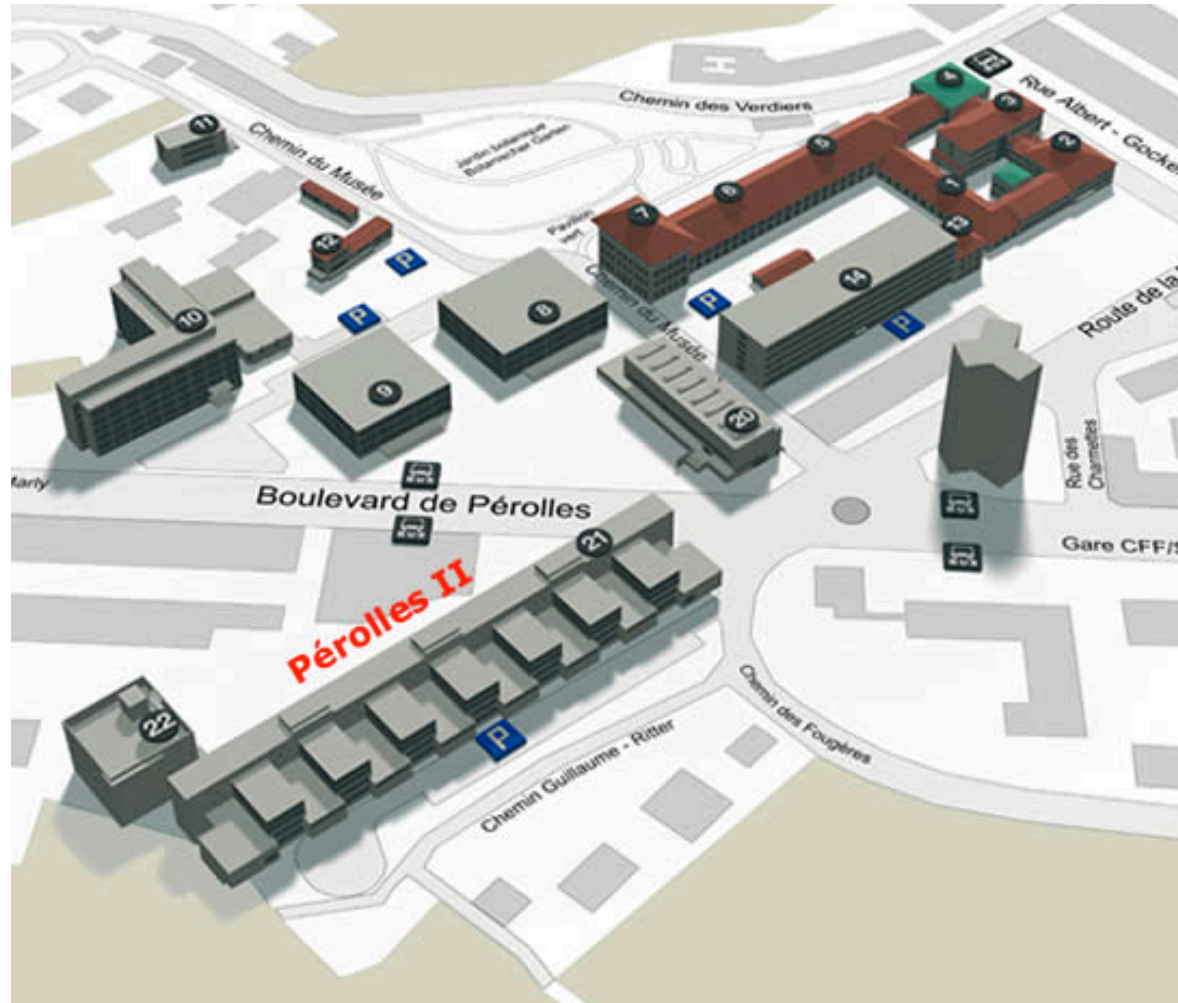 H
4
Rue Albert - Gockel
Chemin des Verdiers
3
11
Chemin du Musée
Jardin botanique
Botanischer Garten
5
2
6
1
7
Pavillon
vert
13
12
P
14
P
P
Chemin du Musée
Route de la
10
8
P
9
20
Rue des
Charmettes
Marly
Boulevard de Pérolles
21
Gare CFF/S
Pérolles II
22
P
Chemin Guillaume - Ritter
Chemin des Fougères